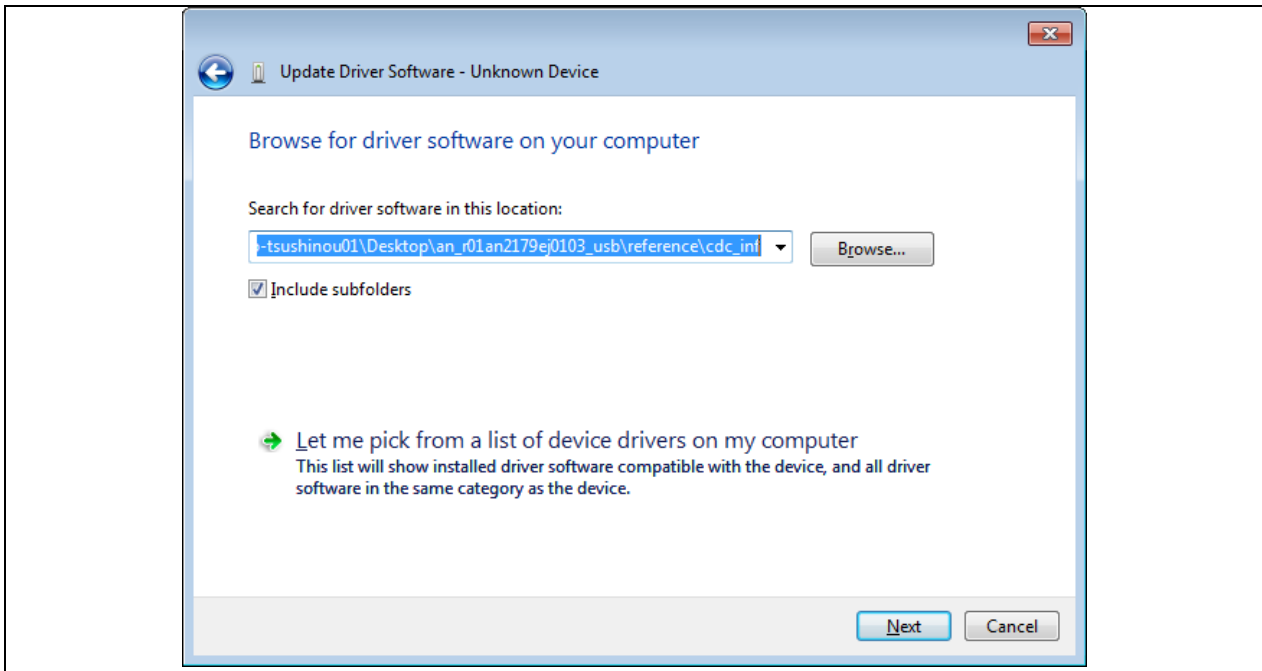 Update Driver Software - Unknown Device
Browse for driver software on your computer
Search for driver software in this location:
-tsushinou01\Desktop\an_r01an2179ej0103_usb\reference\cdc_inf
Browse...
Include subfolders
Let me pick from a list of device drivers on my computer
This list will show installed driver software compatible with the device, and all driver
software in the same category as the device.
Next
Cancel